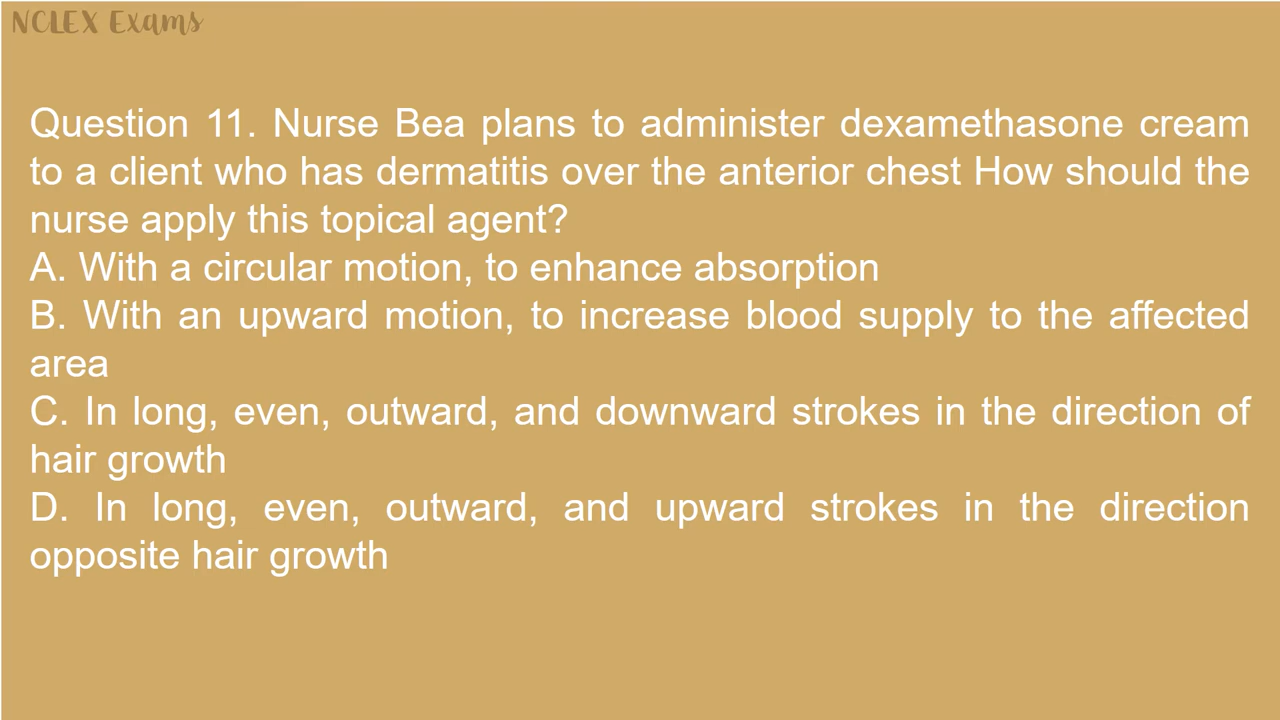 NCLEX Exams
Question 11. Nurse Bea plans to administer dexamethasone cream
to a client who has dermatitis over the anterior chest How should the
nurse apply this topical agent?
A. With a circular motion, to enhance absorption
B. With an upward motion, to increase blood supply to the affected
area
C. In long, even, outward, and downward strokes in the direction of
hair growth
D. In long, even, outward, and upward strokes in the direction
opposite hair growth